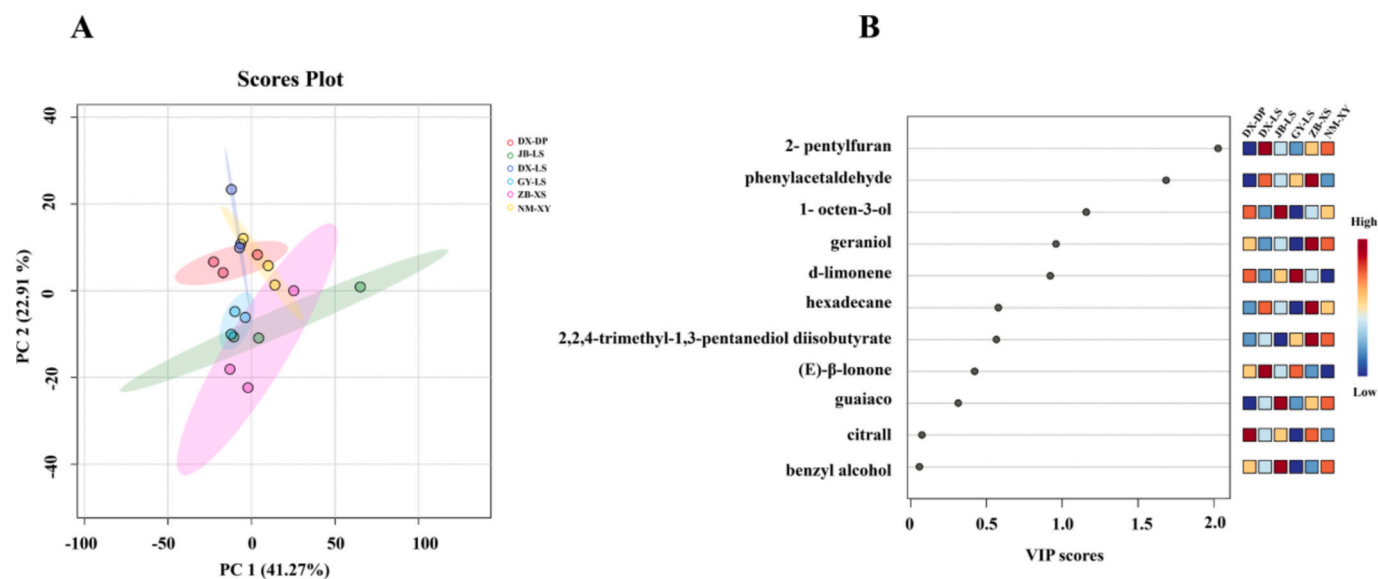 A
B
Scores Plot
PC 2 (22.91 %)
40
20
0
-20
-40
-100
-50
0
50
100
PC 1 (41.27%)
DX-DP
JB-LS
DX-LS
GY-LS
ZB-XS
NM-XY
DX-DP
DX-LS
JB-LS
GY-LS
ZB-XS
NM-XY
2- pentylfuran
phenylacetaldehyde
1- octen-3-ol
geraniol
d-limonene
hexadecane
2,2,4-trimethyl-1,3-pentanediol diisobutyrate
(E)-β-lonone
guaiaco
citrall
benzyl alcohol
0
0.5
1.0
1.5
2.0
VIP scores
High
Low